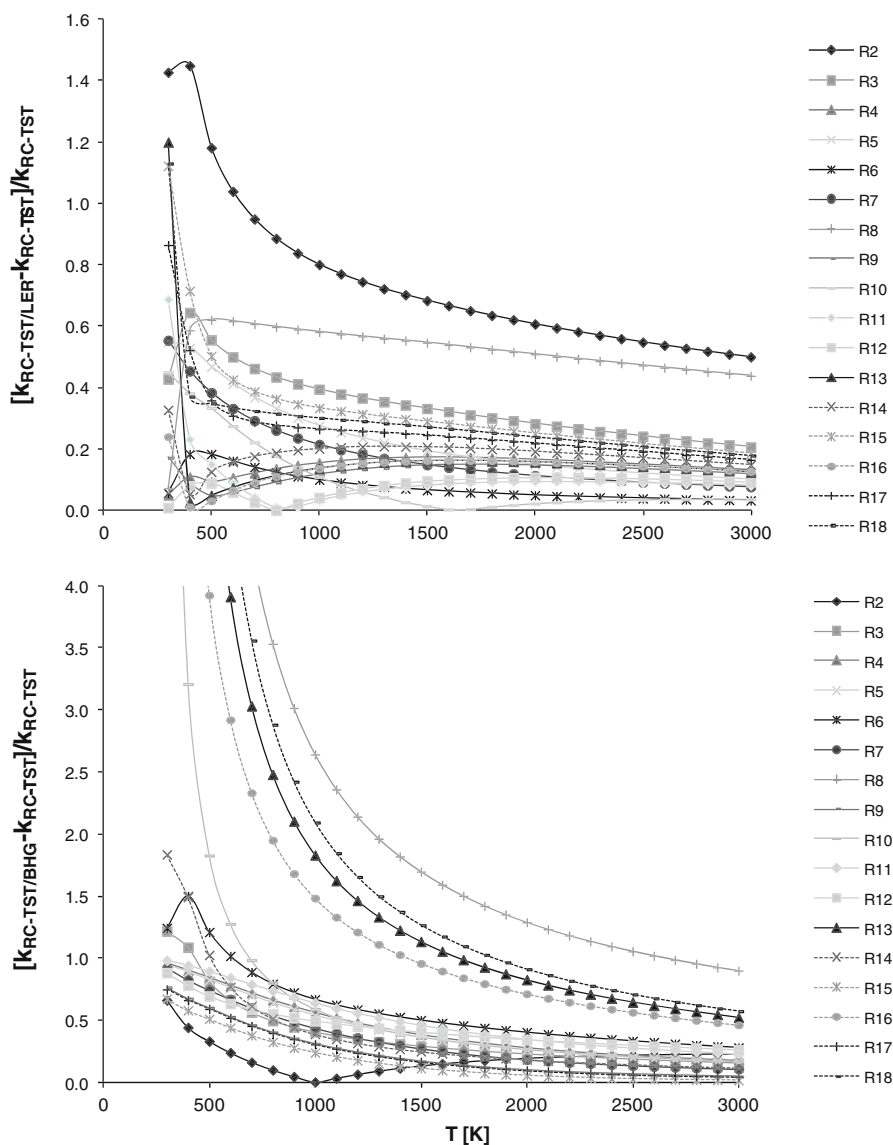 [kRC-TST/LER-kRC-TST]/kRC-TST
1.6
1.4
1.2
1.0
0.8
0.6
0.4
0.2
0.0
0
500
1000
1500
2000
2500
3000
R2
R3
R4
R5
R6
R7
R8
R9
R10
R11
R12
R13
R14
R15
R16
R17
R18
[kRC-TST/BHG-kRC-TST]/kRC-TST
4.0
3.5
3.0
2.5
2.0
1.5
1.0
0.5
0.0
0
500
1000
1500
2000
2500
3000
T [K]
R2
R3
R4
R5
R6
R7
R8
R9
R10
R11
R12
R13
R14
R15
R16
R17
R18